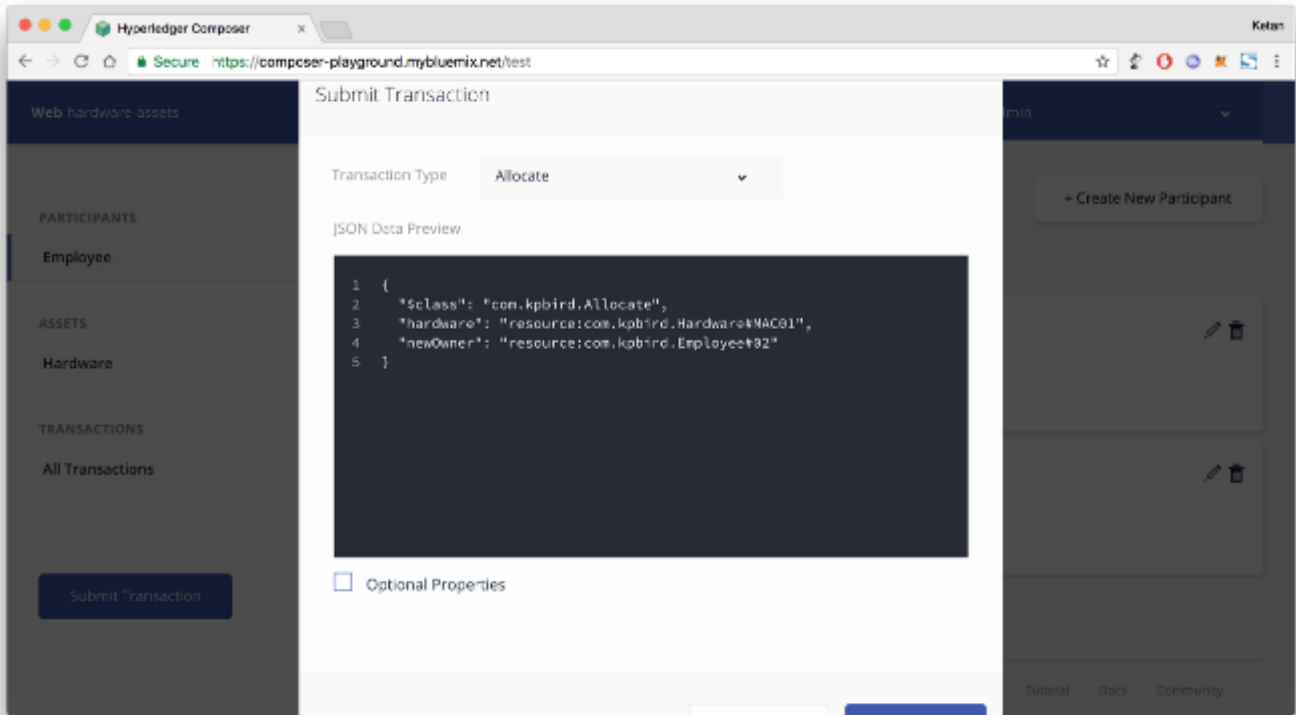 Hyperledger Composer
Ketan
Secure https://composer-playground.mybluemix.net/test
Web hardware-assets
Submit Transaction
Transaction Type Allocate
+ Create New Participant
PARTICIPANTS
Employee
JSON Data Preview
1 {
2 "$class": "com.kpbird.Allocate",
3 "hardware": "resource:com.kpbird.Hardware#MAC01",
4 "newOwner": "resource:com.kpbird.Employee#02"
5 }
ASSETS
Hardware
TRANSACTIONS
All Transactions
Optional Properties
Submit Transaction
Tutorial Docs Community